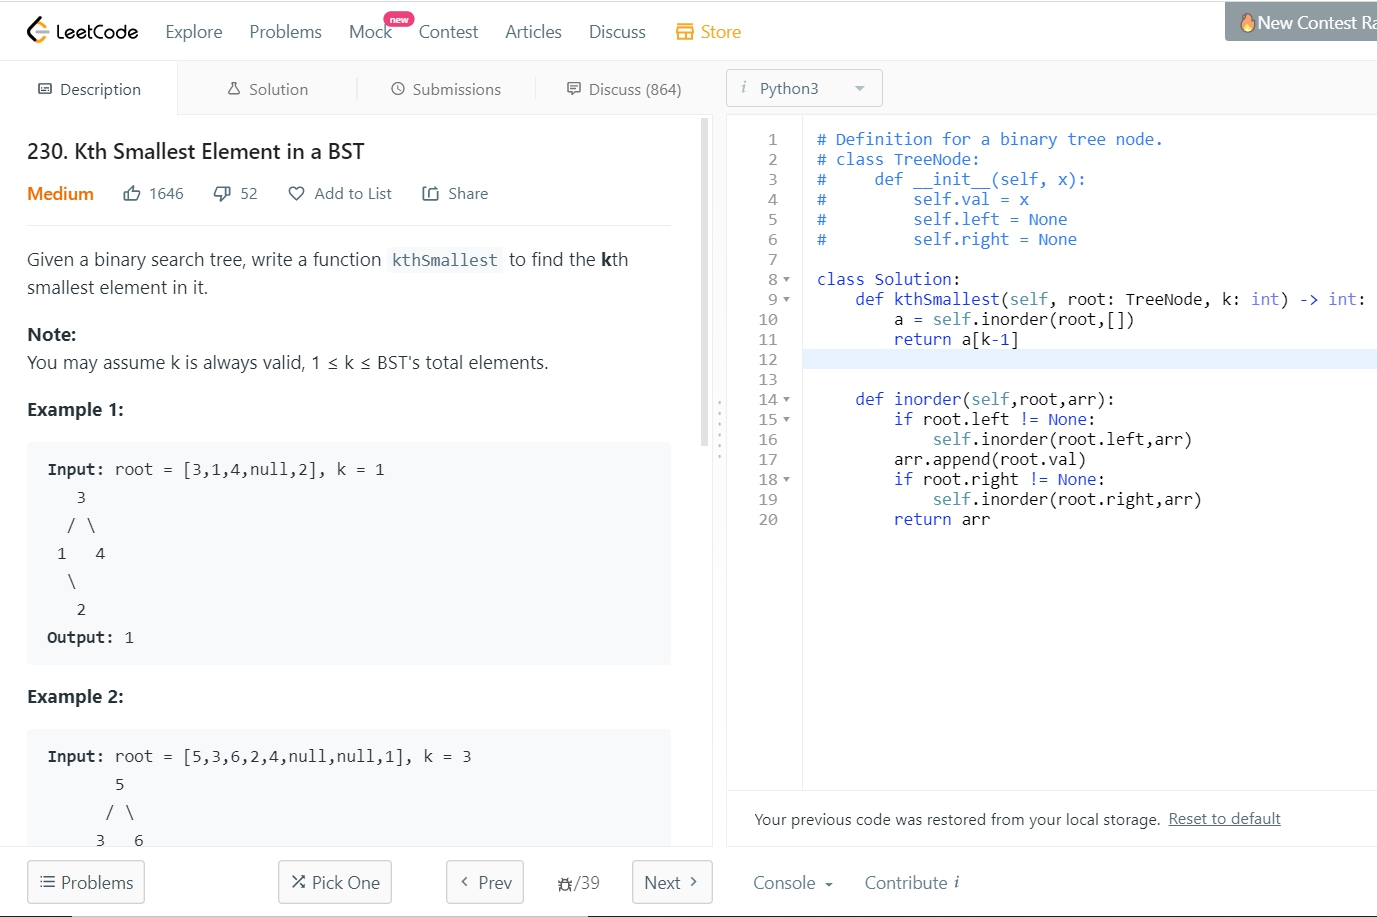 LeetCode Explore Problems Mock new Contest Articles Discuss Store
🔥New Contest Ra
Description Solution Submissions Discuss (864)
230. Kth Smallest Element in a BST
Medium 1646 52 Add to List Share
Given a binary search tree, write a function kthSmallest to find the kth
smallest element in it.
Note:
You may assume k is always valid, 1 ≤ k ≤ BST's total elements.
Example 1:
Input: root = [3,1,4,null,2], k = 1
   3
  / \
 1   4
  \
   2
Output: 1
Example 2:
Input: root = [5,3,6,2,4,null,null,1], k = 3
       5
      / \
     3   6
Problems Pick One Prev /39 Next
i Python3
1 # Definition for a binary tree node.
2 # class TreeNode:
3 #     def __init__(self, x):
4 #         self.val = x
5 #         self.left = None
6 #         self.right = None
7
8 class Solution:
9     def kthSmallest(self, root: TreeNode, k: int) -> int:
10         a = self.inorder(root,[])
11         return a[k-1]
12
13
14     def inorder(self,root,arr):
15         if root.left != None:
16             self.inorder(root.left,arr)
17         arr.append(root.val)
18         if root.right != None:
19             self.inorder(root.right,arr)
20         return arr
Your previous code was restored from your local storage. Reset to default
Console Contribute i